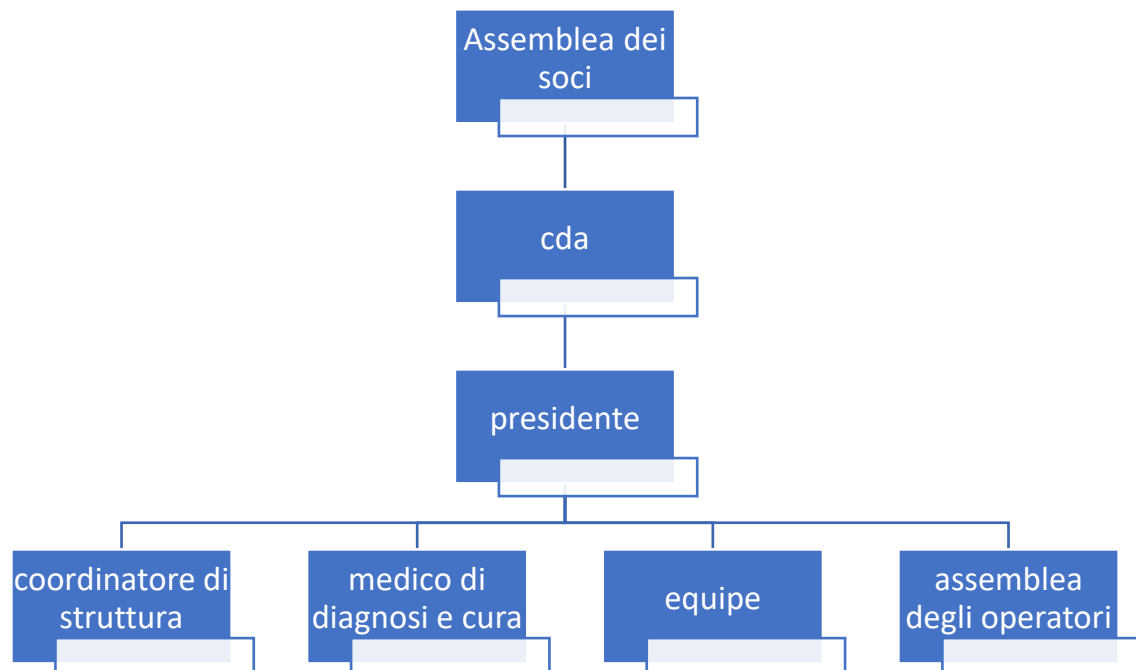 Assemblea dei
soci
cda
presidente
coordinatore di
struttura
medico di
diagnosi e cura
equipe
assemblea
degli operatori